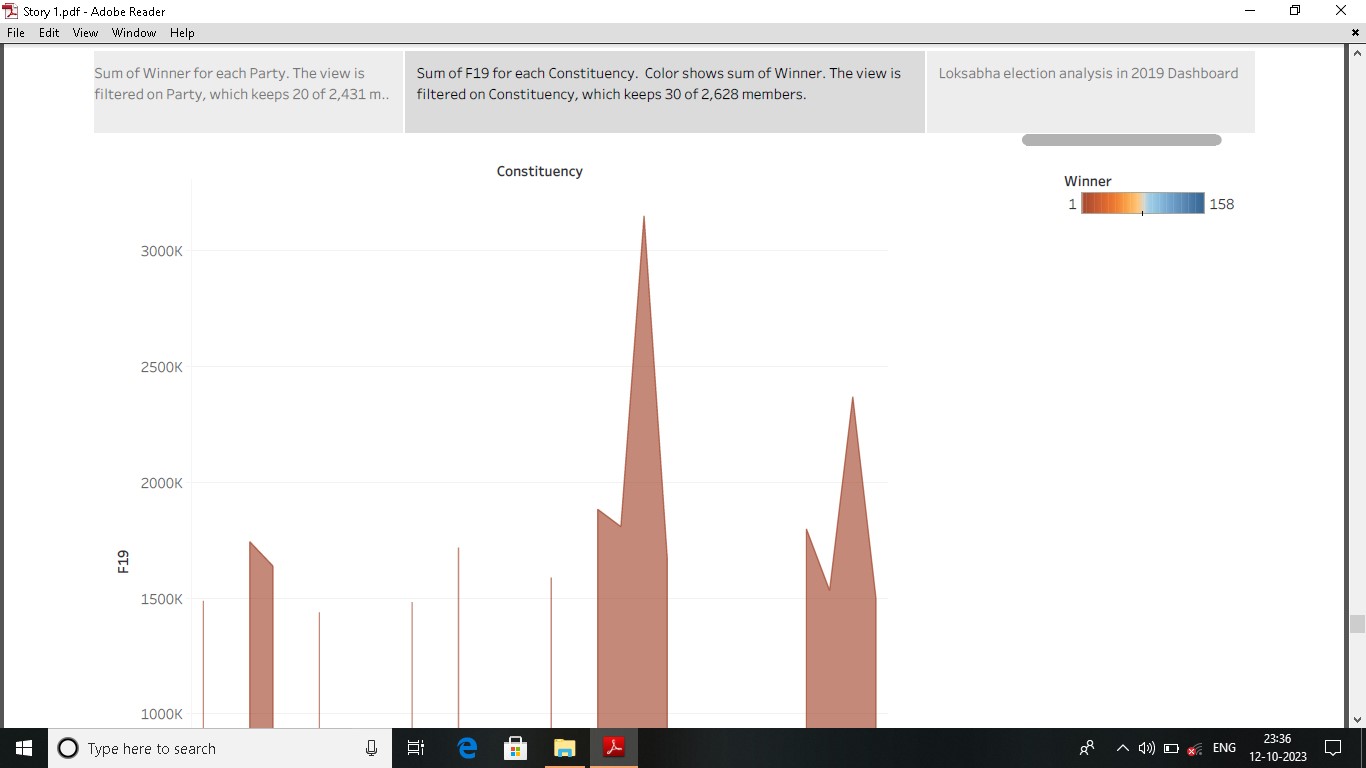 Story 1.pdf - Adobe Reader
File Edit View Window Help
Sum of Winner for each Party. The view is
filtered on Party, which keeps 20 of 2,431 m..
Sum of F19 for each Constituency. Color shows sum of Winner. The view is
filtered on Constituency, which keeps 30 of 2,628 members.
Loksabha election analysis in 2019 Dashboard
Constituency
Winner
1 158
3000K
2500K
2000K
1500K
1000K
F19
Type here to search
ENG
23:36
12-10-2023